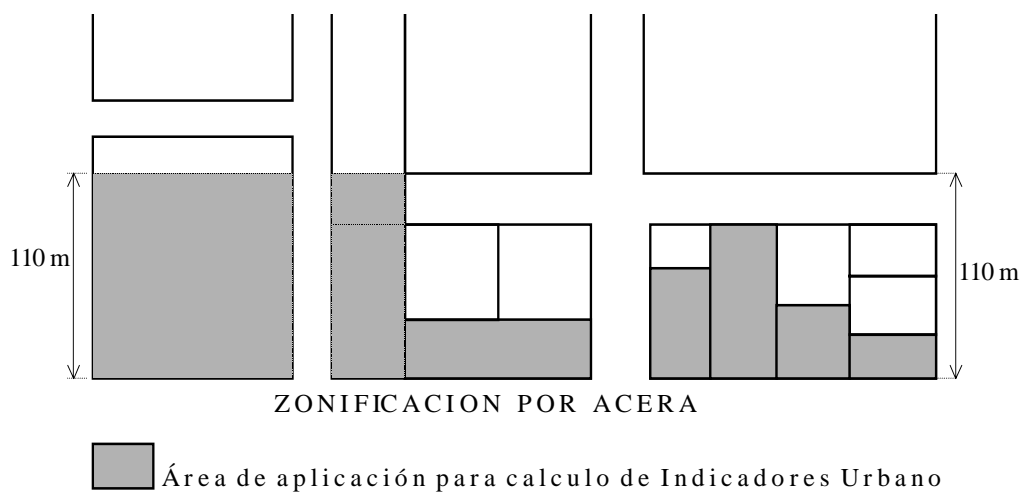 110 m
110 m
ZONIFICACION POR ACERA
Área de aplicación para calculo de Indicadores Urbano